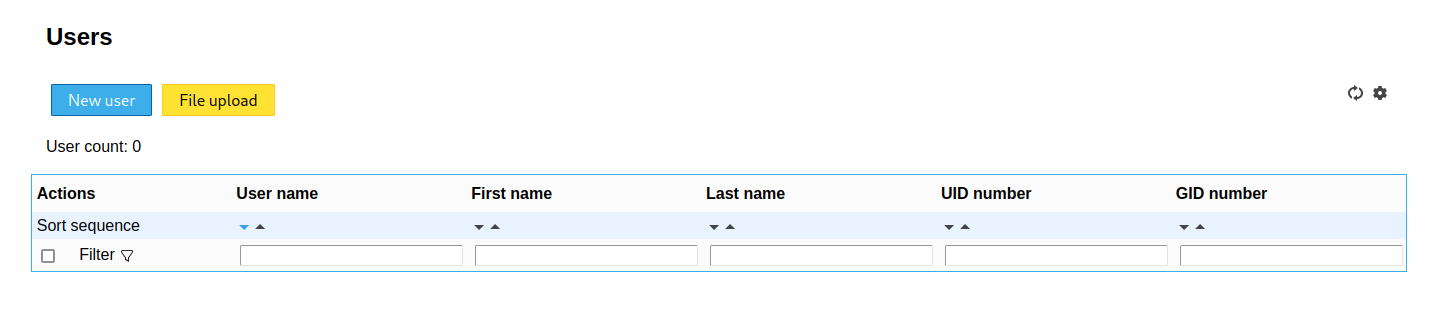 Users
New user File upload
User count: 0
Actions User name First name Last name UID number GID number
Sort sequence
Filter